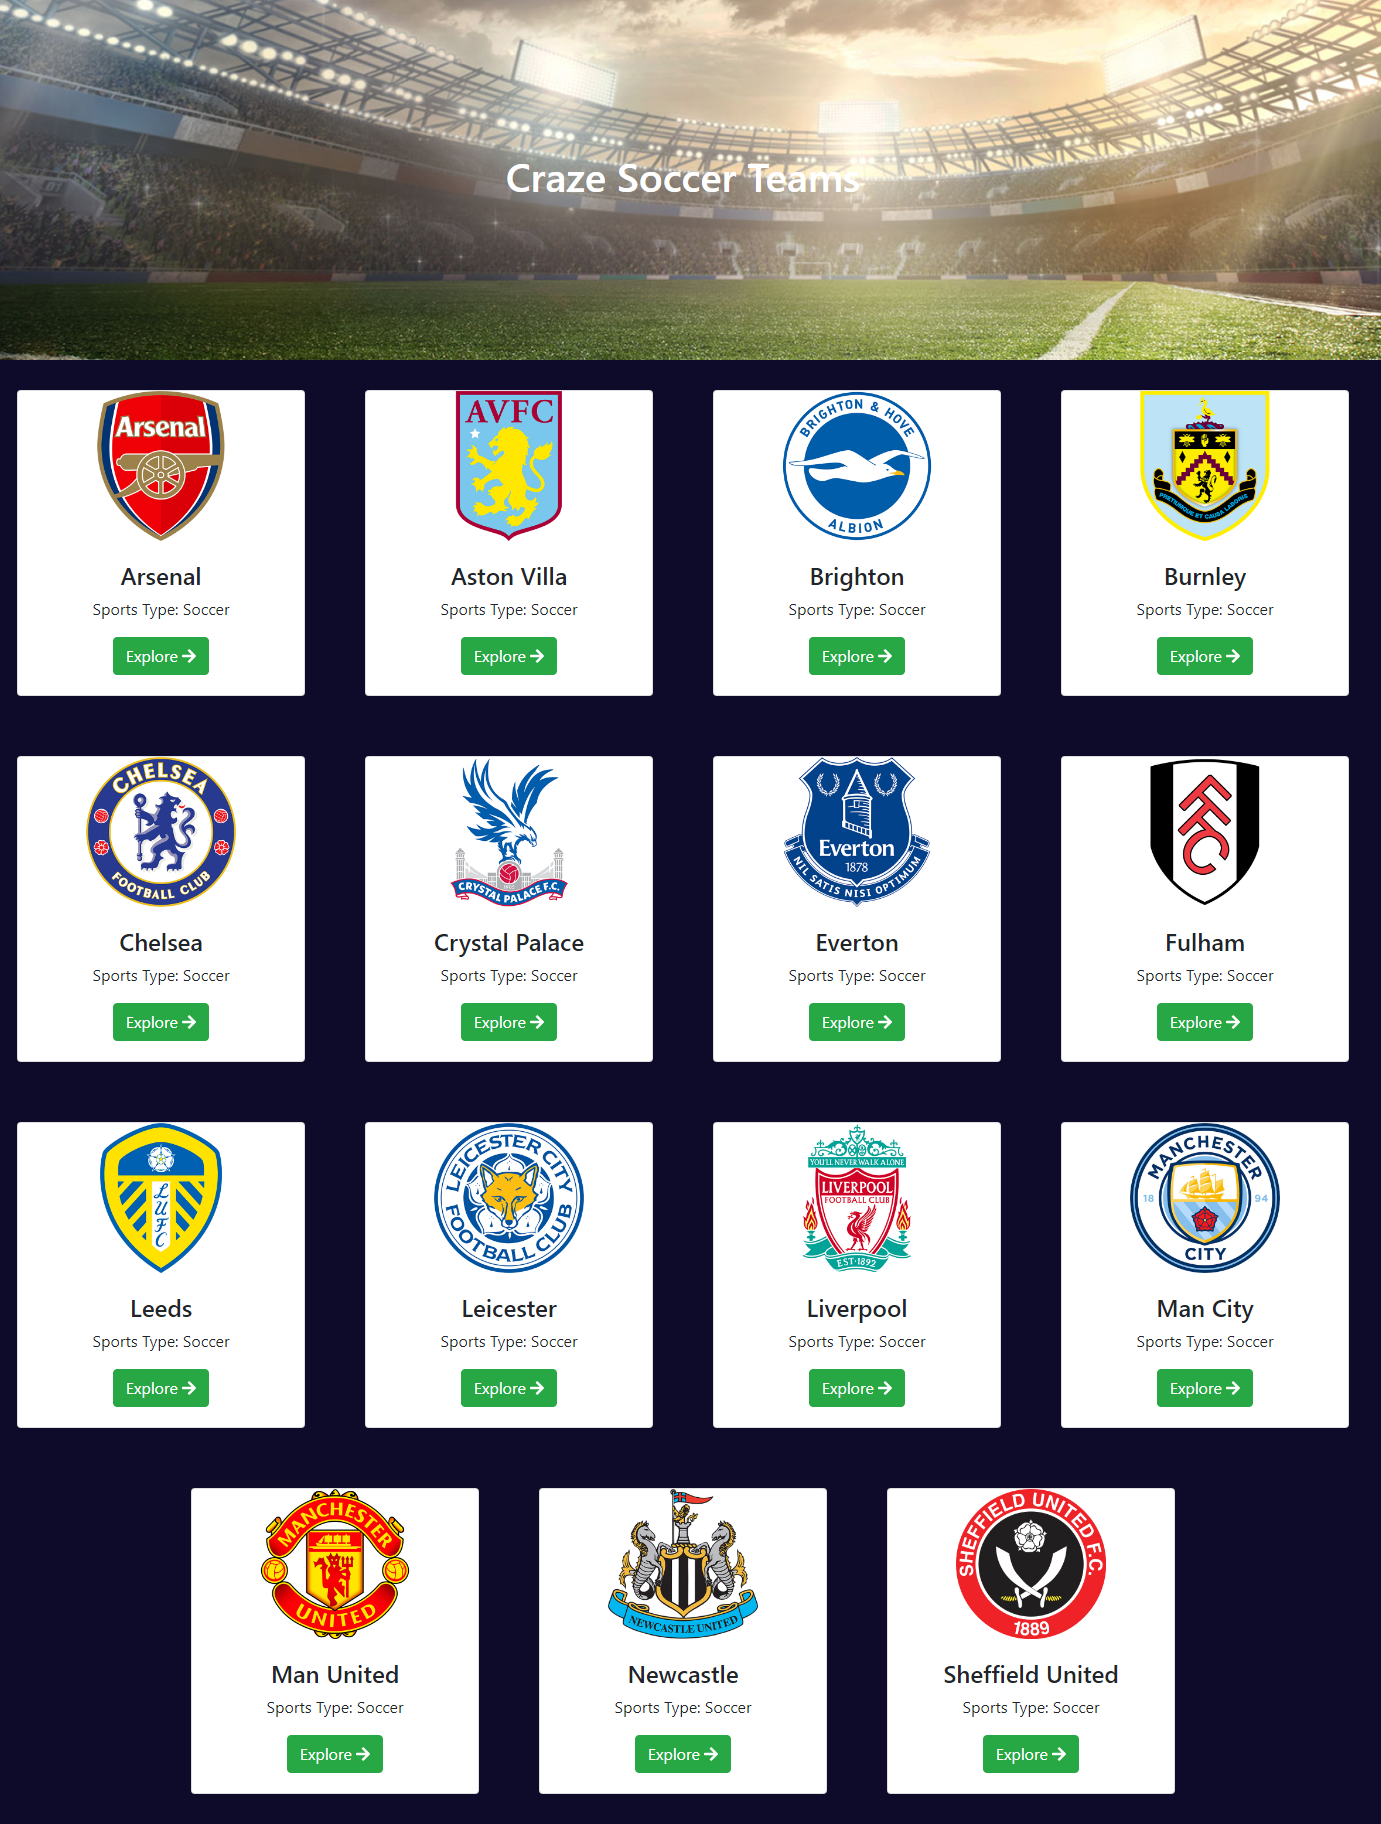 Craze Soccer Teams
Arsenal
AVFC
BRIGHTON & HOVE
ALBION
Arsenal
Aston Villa
Brighton
Burnley
Sports Type: Soccer
Sports Type: Soccer
Sports Type: Soccer
Sports Type: Soccer
Explore
Explore
Explore
Explore
CHELSEA
FOOTBALL CLUB
CRYSTAL PALACE F.C.
Everton
1878
NIL SATIS NISI OPTIMUM
FFC
Chelsea
Crystal Palace
Everton
Fulham
Sports Type: Soccer
Sports Type: Soccer
Sports Type: Soccer
Sports Type: Soccer
Explore
Explore
Explore
Explore
LUFC
LEICESTER CITY
FOOTBALL CLUB
YOU'LL NEVER WALK ALONE
LIVERPOOL
FOOTBALL CLUB
EST·1892
MANCHESTER
18 94
CITY
Leeds
Leicester
Liverpool
Man City
Sports Type: Soccer
Sports Type: Soccer
Sports Type: Soccer
Sports Type: Soccer
Explore
Explore
Explore
Explore
MANCHESTER
UNITED
NEWCASTLE UNITED
SHEFFIELD UNITED F.C.
1889
Man United
Newcastle
Sheffield United
Sports Type: Soccer
Sports Type: Soccer
Sports Type: Soccer
Explore
Explore
Explore